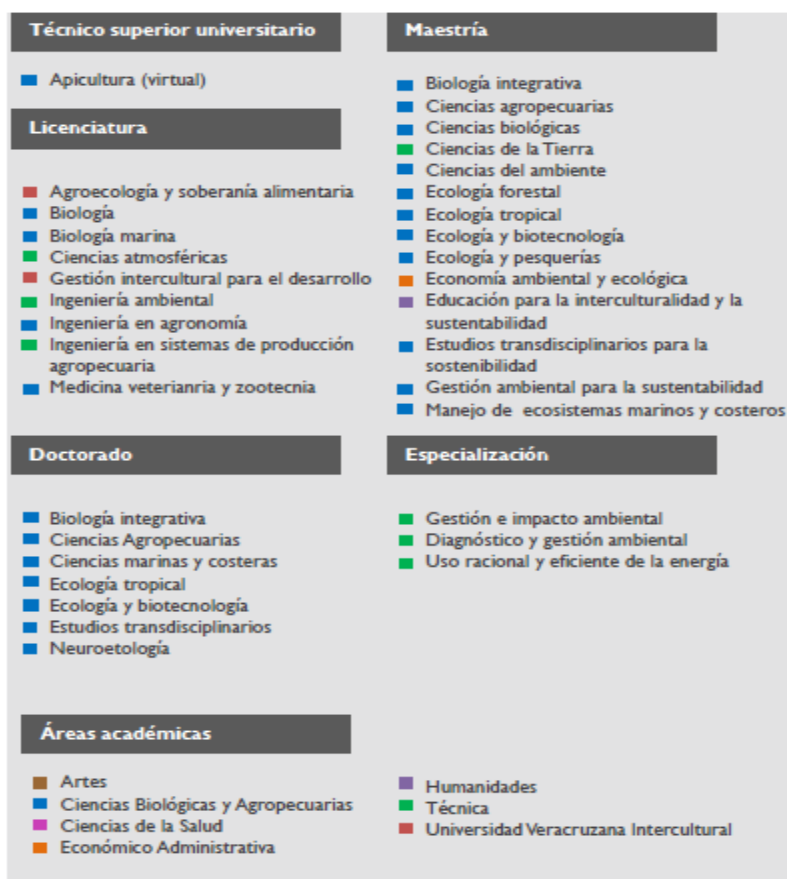 Técnico superior universitario
Apicultura (virtual)
Licenciatura
Agroecología y soberanía alimentaria
Biología
Biología marina
Ciencias atmosféricas
Gestión intercultural para el desarrollo
Ingeniería ambiental
Ingeniería en agronomía
Ingeniería en sistemas de producción
agropecuaria
Medicina veterianria y zootecnia
Maestría
Biología integrativa
Ciencias agropecuarias
Ciencias biológicas
Ciencias de la Tierra
Ciencias del ambiente
Ecología forestal
Ecología tropical
Ecología y biotecnología
Ecología y pesquerías
Economía ambiental y ecológica
Educación para la interculturalidad y la
sustentabilidad
Estudios transdisciplinarios para la
sostenibilidad
Gestión ambiental para la sustentabilidad
Manejo de ecosistemas marinos y costeros
Doctorado
Biología integrativa
Ciencias Agropecuarias
Ciencias marinas y costeras
Ecología tropical
Ecología y biotecnología
Estudios transdisciplinarios
Neuroetología
Especialización
Gestión e impacto ambiental
Diagnóstico y gestión ambiental
Uso racional y eficiente de la energía
Áreas académicas
Artes
Ciencias Biológicas y Agropecuarias
Ciencias de la Salud
Económico Administrativa
Humanidades
Técnica
Universidad Veracruzana Intercultural